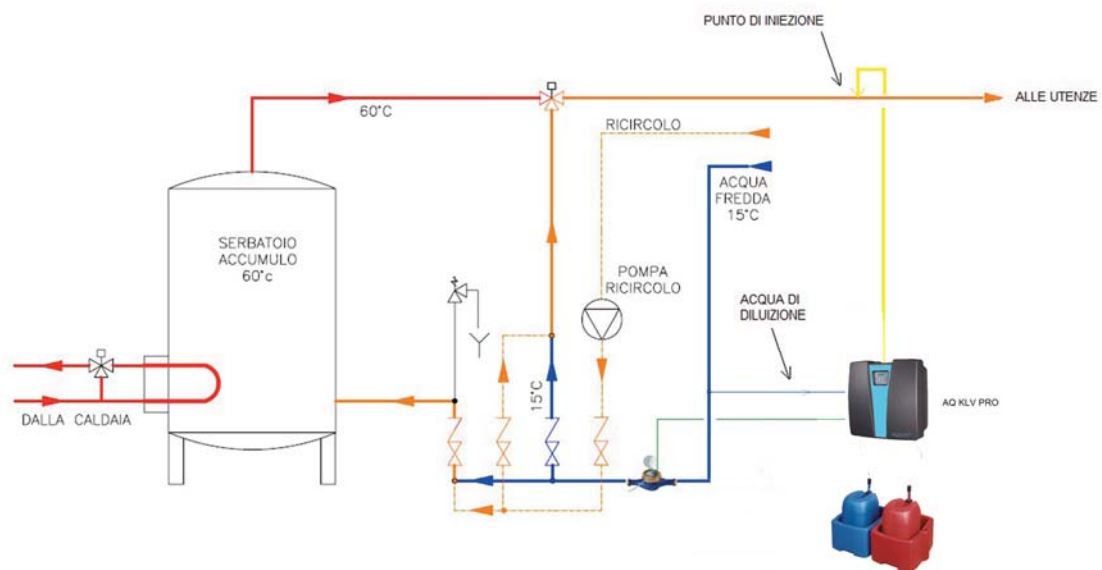 PUNTO DI INIEZIONE
ALLE UTENZE
60°C
RICIRCOLO
ACQUA
FREDDA
15°C
SERBATOIO
ACCUMULO
60°c
POMPA
RICIRCOLO
ACQUA DI
DILUIZIONE
15°C
DALLA CALDAIA
AQ KLV PRO